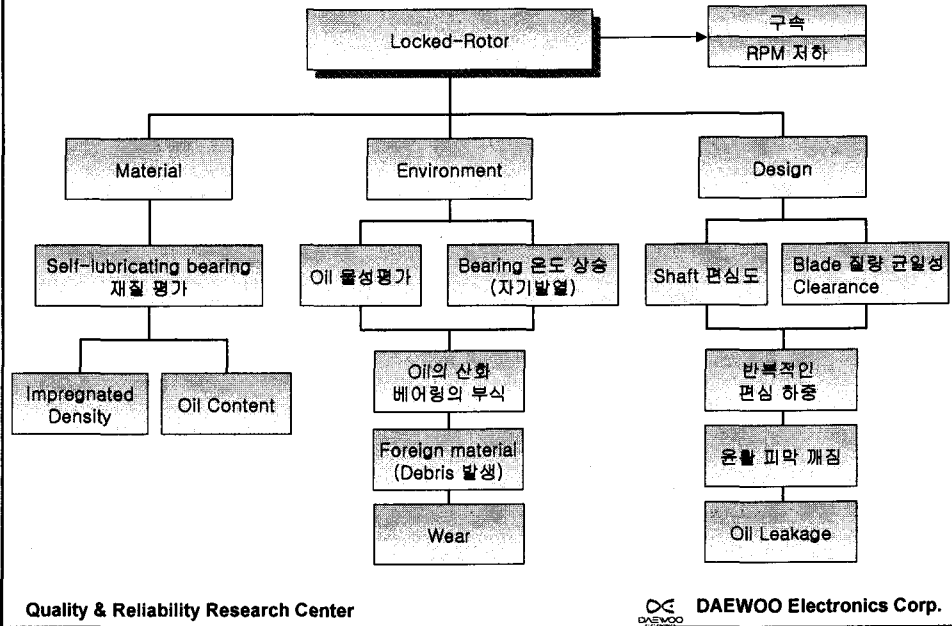 Locked-Rotor
구속
RPM 저하
Material
Environment
Design
Self-lubricating bearing
재질 평가
Oil 물성평가
Bearing 온도 상승
(자기발열)
Shaft 편심도
Blade 질량 균일성
Clearance
Impregnated
Density
Oil Content
Oil의 산화
베어링의 부식
반복적인
편심 하중
Foreign material
(Debris 발생)
윤활 피막 깨짐
Wear
Oil Leakage
Quality & Reliability Research Center
DAEWOO
DAEWOO Electronics Corp.